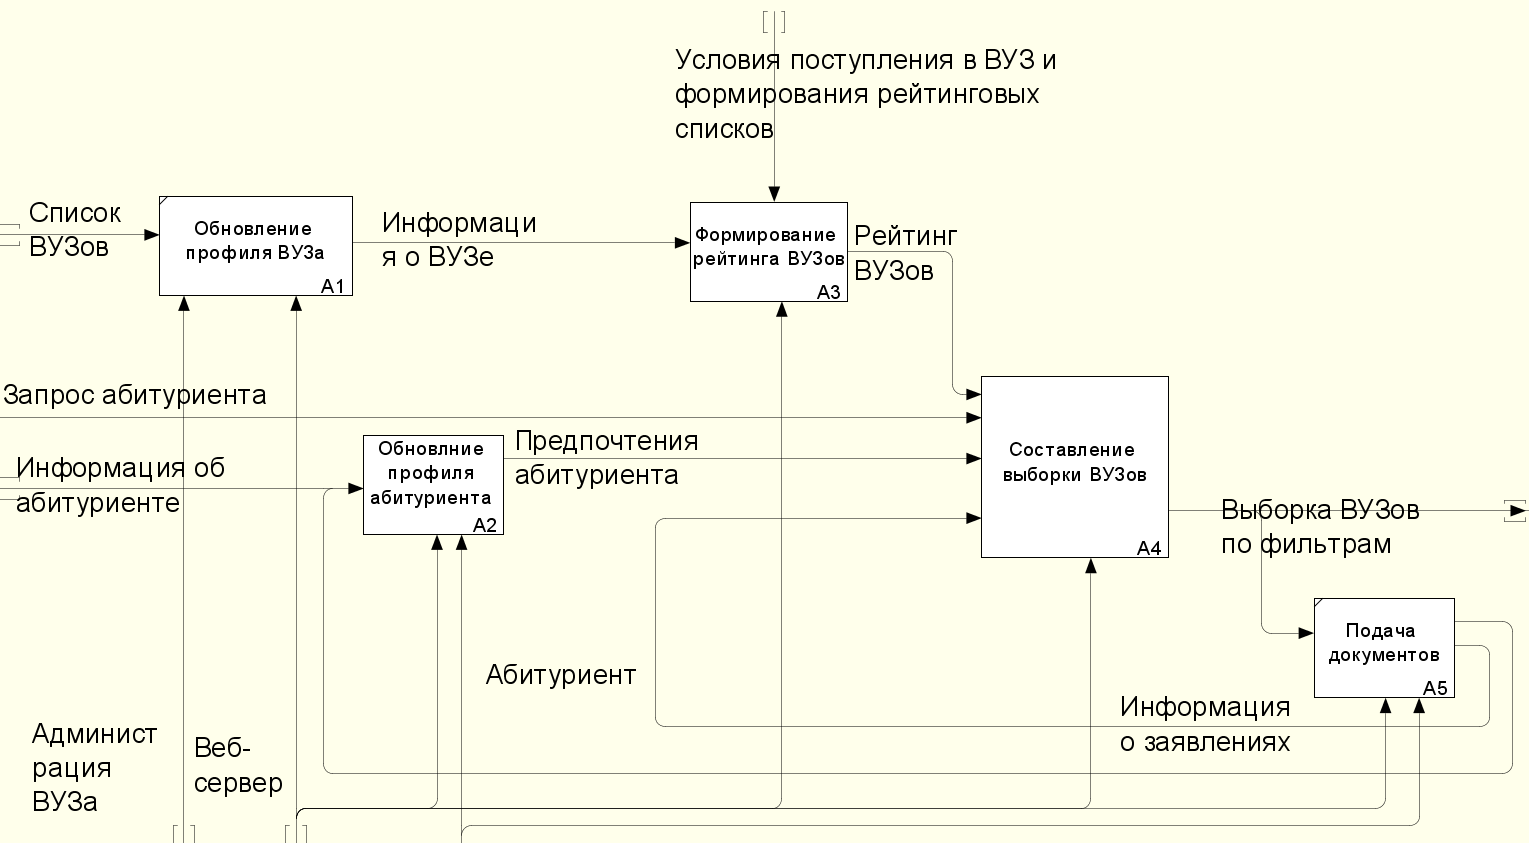 Условия поступления в ВУЗ и
формирования рейтинговых
списков
Список
ВУЗов
Обновление
профиля ВУЗа
A1
Информаци
я о ВУЗе
Формирование
рейтинга ВУЗов
A3
Рейтинг
ВУЗов
Запрос абитуриента
Информация об
абитуриенте
Обновлние
профиля
абитуриента
A2
Предпочтения
абитуриента
Составление
выборки ВУЗов
A4
Выборка ВУЗов
по фильтрам
Подача
документов
A5
Абитуриент
Информация
о заявлениях
Админист
рация
ВУЗа
Веб-
сервер